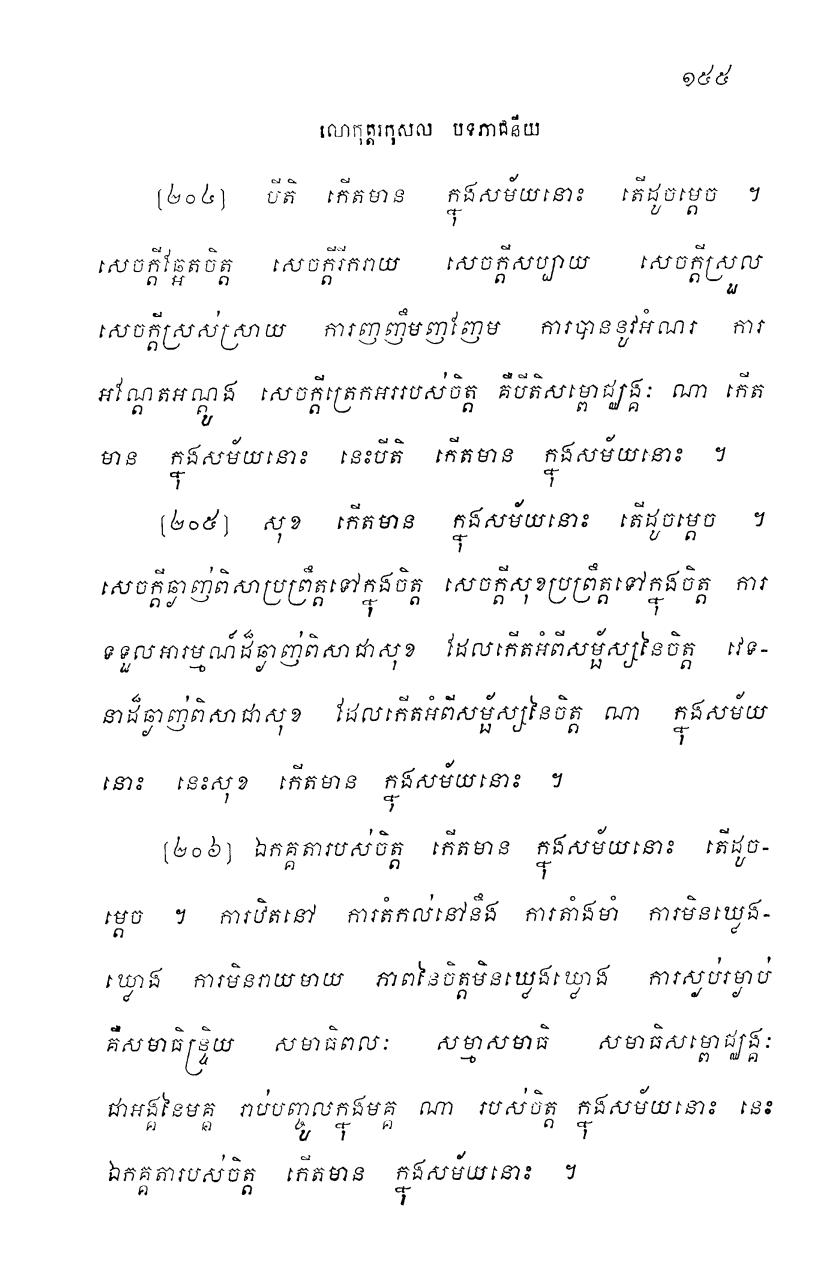 ១៥៥
លោកុត្តរកុសល បទភាជនីយ
[២០៤] បីតិ កើតមាន ក្នុងសម័យនោះ តើដូចម្តេច ។
សេចក្តីឆ្អែតចិត្ត សេចក្តីរីករាយ សេចក្តីសប្បាយ សេចក្តីស្រួល
សេចក្តីស្រស់ស្រាយ ការញញឹមញញែម ការបាននូវអំណរ ការ
អណ្តែតអណ្តូង សេចក្តីត្រេកអររបស់ចិត្ត គឺបីតិសម្ពោជ្ឈង្គៈ ណា កើត
មាន ក្នុងសម័យនោះ នេះបីតិ កើតមាន ក្នុងសម័យនោះ ។
[២០៥] សុខ កើតមាន ក្នុងសម័យនោះ តើដូចម្តេច ។
សេចក្តីឆ្ងាញ់ពិសាប្រព្រឹត្តទៅក្នុងចិត្ត សេចក្តីសុខប្រព្រឹត្តទៅក្នុងចិត្ត ការ
ទទួលអារម្មណ៍ដ៏ឆ្ងាញ់ពិសាជាសុខ ដែលកើតអំពីសម្ផ័ស្សនៃចិត្ត វេទ-
នាដ៏ឆ្ងាញ់ពិសាជាសុខ ដែលកើតអំពីសម្ផ័ស្សនៃចិត្ត ណា ក្នុងសម័យ
នោះ នេះសុខ កើតមាន ក្នុងសម័យនោះ ។
[២០៦] ឯកគ្គតារបស់ចិត្ត កើតមាន ក្នុងសម័យនោះ តើដូច-
ម្តេច ។ ការឋិតនៅ ការតំកល់នៅនឹង ការតាំងមាំ ការមិនឃ្លេង-
ឃ្លោង ការមិនរាយមាយ ភាពនៃចិត្តមិនឃ្លេងឃ្លោង ការស្ងប់រម្ងាប់
គឺសមាធិន្ទ្រិយ សមាធិពលៈ សម្មាសមាធិ សមាធិសម្ពោជ្ឈង្គៈ
ជាអង្គនៃមគ្គ រាប់បញ្ចូលក្នុងមគ្គ ណា របស់ចិត្ត ក្នុងសម័យនោះ នេះ
ឯកគ្គតារបស់ចិត្ត កើតមាន ក្នុងសម័យនោះ ។